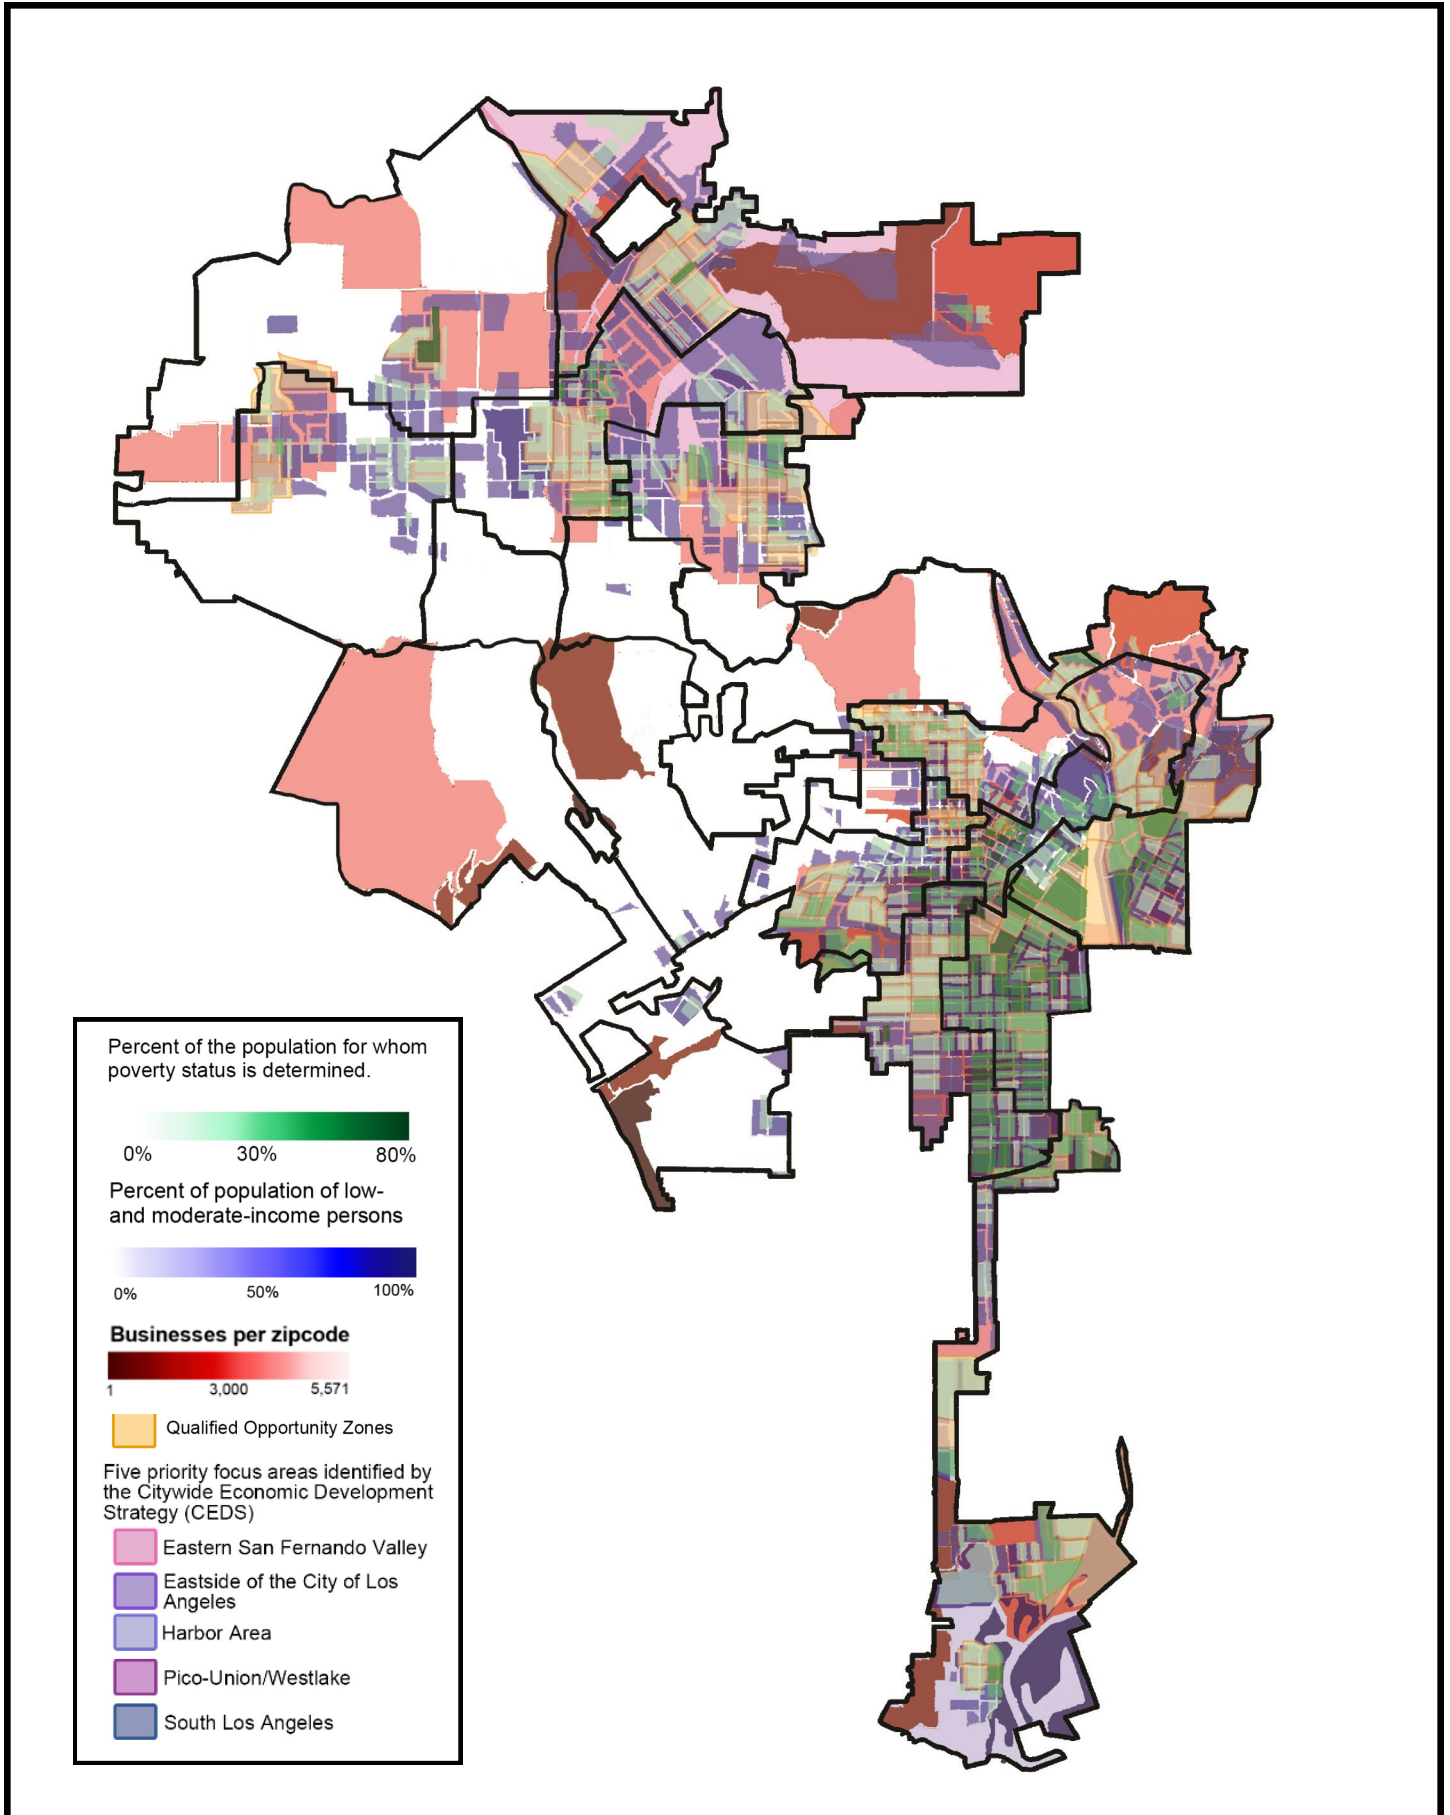 Percent of the population for whom
poverty status is determined.
0% 30% 80%
Percent of population of low-
and moderate-income persons
0% 50% 100%
Businesses per zipcode
1 3,000 5,571
Qualified Opportunity Zones
Five priority focus areas identified by
the Citywide Economic Development
Strategy (CEDS)
Eastern San Fernando Valley
Eastside of the City of Los
Angeles
Harbor Area
Pico-Union/Westlake
South Los Angeles